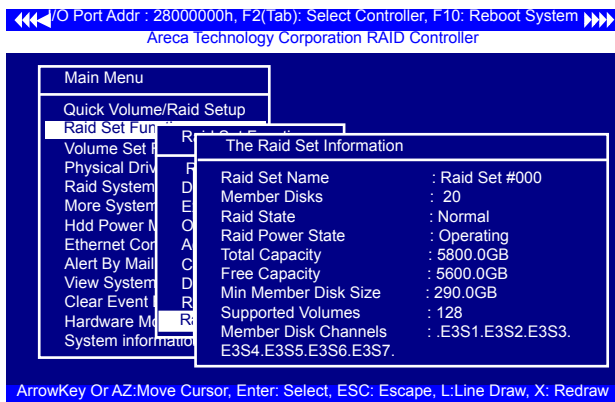 I/O Port Addr : 28000000h, F2(Tab): Select Controller, F10: Reboot System
Areca Technology Corporation RAID Controller
Main Menu
Quick Volume/Raid Setup
Raid Set
Volume Set
Physical
Raid System
More System
Hdd Power
Ethernet
Alert By Mail
View System
Clear Event
Hardware
System
The Raid Set Information
Raid Set Name : Raid Set #000
Member Disks : 20
Raid State : Normal
Raid Power State : Operating
Total Capacity : 5800.0GB
Free Capacity : 5600.0GB
Min Member Disk Size : 290.0GB
Supported Volumes : 128
Member Disk Channels : .E3S1.E3S2.E3S3.
E3S4.E3S5.E3S6.E3S7.
ArrowKey Or AZ:Move Cursor, Enter: Select, ESC: Escape, L:Line Draw, X: Redraw